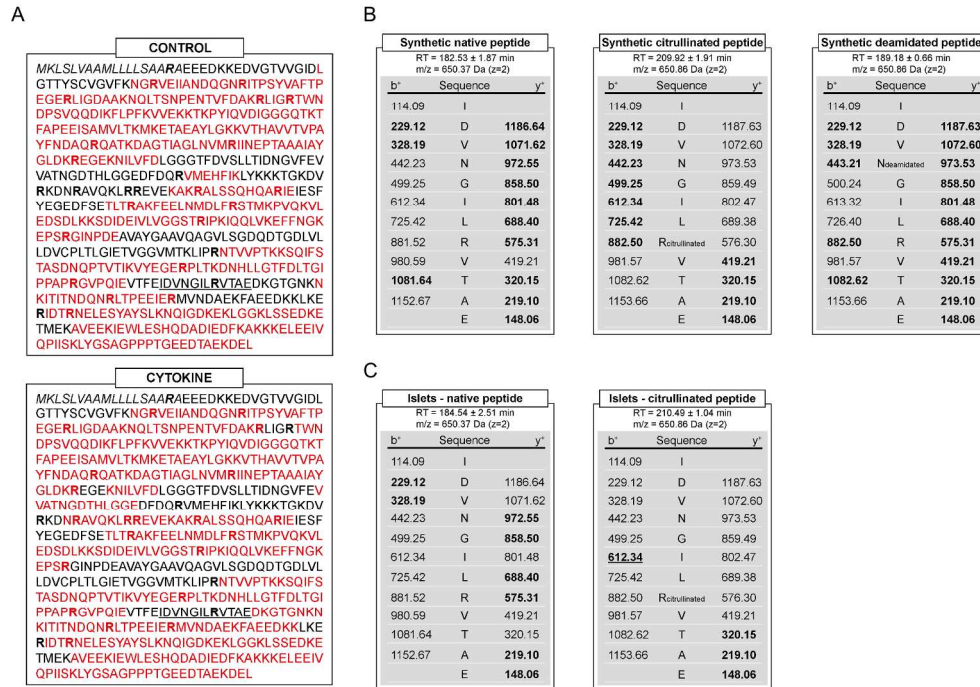 A
CONTROL
MKLSLVAAMLLLLSAARAEEEDKKEDVGTVVGIDL
GTTYSCVGVFKNGRVEIIANDQGNRITPSYVAFTP
EGERLIGDAAKNQLTSNPENTVFDAKRLIGRTWN
DPSVQQDIKFLPFKVVEKKTKPYIQVDIGGGQTKT
FAPEEISAMVLTKMKETAEAYLGKKVTHAVVTVPA
YFNDAQRQATKDAGTIAGLNVMRIINEPTAAAIAY
GLDKREGEKNILVFDLGGGTFDVSLLTIDNGVFEV
VATNGDTHLGGEDFDQRVMEHFIKLYKKKTGKDV
RKDNRAVQKLRREVEKAKRALSSQHQARIEIESF
YEGEDFSETLTRAKFEELNMDLFRSTMKPVQKVL
EDSDLKKSDIDEIVLVGGSTRIPKIQQLVKEFFNGK
EPSRGINPDEAVAYGAAVQAGVLSGDQDTGDLVL
LDVCPLTLGIETVGGVMTKLIPRNTVVPTKKSQIFS
TASDNQPTVTIKVYEGERPLTKDNHLLGTFDLTGI
PPAPRGVPQIEVTFEIDVNGILRVTAEDKGTGNKN
KITITNDQNRLTPEEIERMVNDAEKFAEEDKKLKE
RIDTRNELESYAYSLKNQIGDKEKLGGKLSSEDKE
TMEKAVEEKIEWLESHQDADIEDFKAKKKELEEIV
QPIISKLYGSAGPPPTGEEDTAEKDEL
CYTOKINE
MKLSLVAAMLLLLSAARAEEEDKKEDVGTVVGIDL
GTTYSCVGVFKNGRVEIIANDQGNRITPSYVAFTP
EGERLIGDAAKNQLTSNPENTVFDAKRLIGRTWN
DPSVQQDIKFLPFKVVEKKTKPYIQVDIGGGQTKT
FAPEEISAMVLTKMKETAEAYLGKKVTHAVVTVPA
YFNDAQRQATKDAGTIAGLNVMRIINEPTAAAIAY
GLDKREGEKNILVFDLGGGTFDVSLLTIDNGVFEV
VATNGDTHLGGEDFDQRVMEHFIKLYKKKTGKDV
RKDNRAVQKLRREVEKAKRALSSQHQARIEIESF
YEGEDFSETLTRAKFEELNMDLFRSTMKPVQKVL
EDSDLKKSDIDEIVLVGGSTRIPKIQQLVKEFFNGK
EPSRGINPDEAVAYGAAVQAGVLSGDQDTGDLVL
LDVCPLTLGIETVGGVMTKLIPRNTVVPTKKSQIFS
TASDNQPTVTIKVYEGERPLTKDNHLLGTFDLTGI
PPAPRGVPQIEVTFEIDVNGILRVTAEDKGTGNKN
KITITNDQNRLTPEEIERMVNDAEKFAEEDKKLKE
RIDTRNELESYAYSLKNQIGDKEKLGGKLSSEDKE
TMEKAVEEKIEWLESHQDADIEDFKAKKKELEEIV
QPIISKLYGSAGPPPTGEEDTAEKDEL
B
Synthetic native peptide
RT = 182.53 ± 1.87 min
m/z = 650.37 Da (z=2)
b⁺ Sequence y⁺
114.09 I
229.12 D 1186.64
328.19 V 1071.62
442.23 N 972.55
499.25 G 858.50
612.34 I 801.48
725.42 L 688.40
881.52 R 575.31
980.59 V 419.21
1081.64 T 320.15
1152.67 A 219.10
E 148.06
Synthetic citrullinated peptide
RT = 209.92 ± 1.91 min
m/z = 650.86 Da (z=2)
b⁺ Sequence y⁺
114.09 I
229.12 D 1187.63
328.19 V 1072.60
442.23 N 973.53
499.25 G 859.49
612.34 I 802.47
725.42 L 689.38
882.50 Rcitrullinated 576.30
981.57 V 419.21
1082.62 T 320.15
1153.66 A 219.10
E 148.06
Synthetic deamidated peptide
RT = 189.18 ± 0.66 min
m/z = 650.86 Da (z=2)
b⁺ Sequence y⁺
114.09 I
229.12 D 1187.63
328.19 V 1072.60
443.21 Ndeamidated 973.53
500.24 G 858.50
613.32 I 801.48
726.40 L 688.40
882.50 R 575.31
981.57 V 419.21
1082.62 T 320.15
1153.66 A 219.10
E 148.06
C
Islets - native peptide
RT = 184.54 ± 2.51 min
m/z = 650.37 Da (z=2)
b⁺ Sequence y⁺
114.09 I
229.12 D 1186.64
328.19 V 1071.62
442.23 N 972.55
499.25 G 858.50
612.34 I 801.48
725.42 L 688.40
881.52 R 575.31
980.59 V 419.21
1081.64 T 320.15
1152.67 A 219.10
E 148.06
Islets - citrullinated peptide
RT = 210.49 ± 1.04 min
m/z = 650.86 Da (z=2)
b⁺ Sequence y⁺
114.09 I
229.12 D 1187.63
328.19 V 1072.60
442.23 N 973.53
499.25 G 859.49
612.34 I 802.47
725.42 L 689.38
882.50 Rcitrullinated 576.30
981.57 V 419.21
1082.62 T 320.15
1153.66 A 219.10
E 148.06